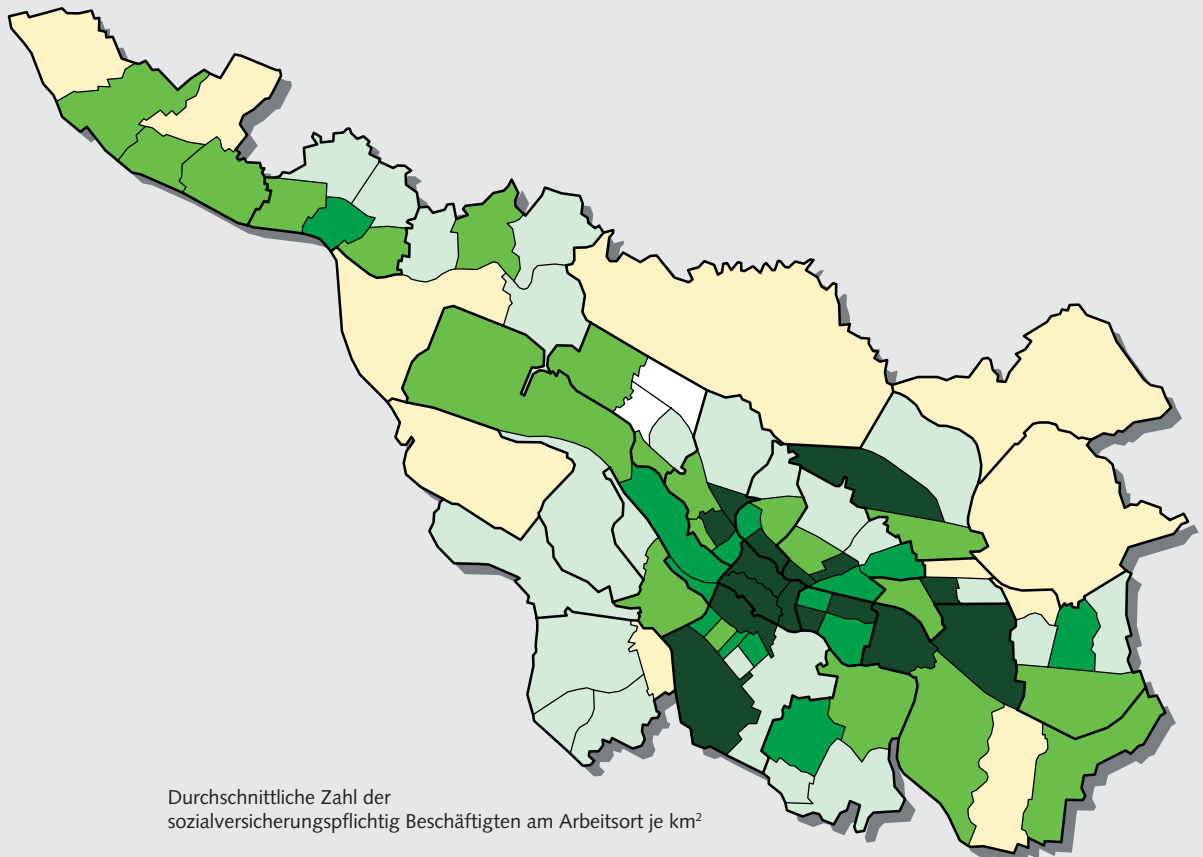 Durchschnittliche Zahl der
sozialversicherungspflichtig Beschäftigten am Arbeitsort je km²